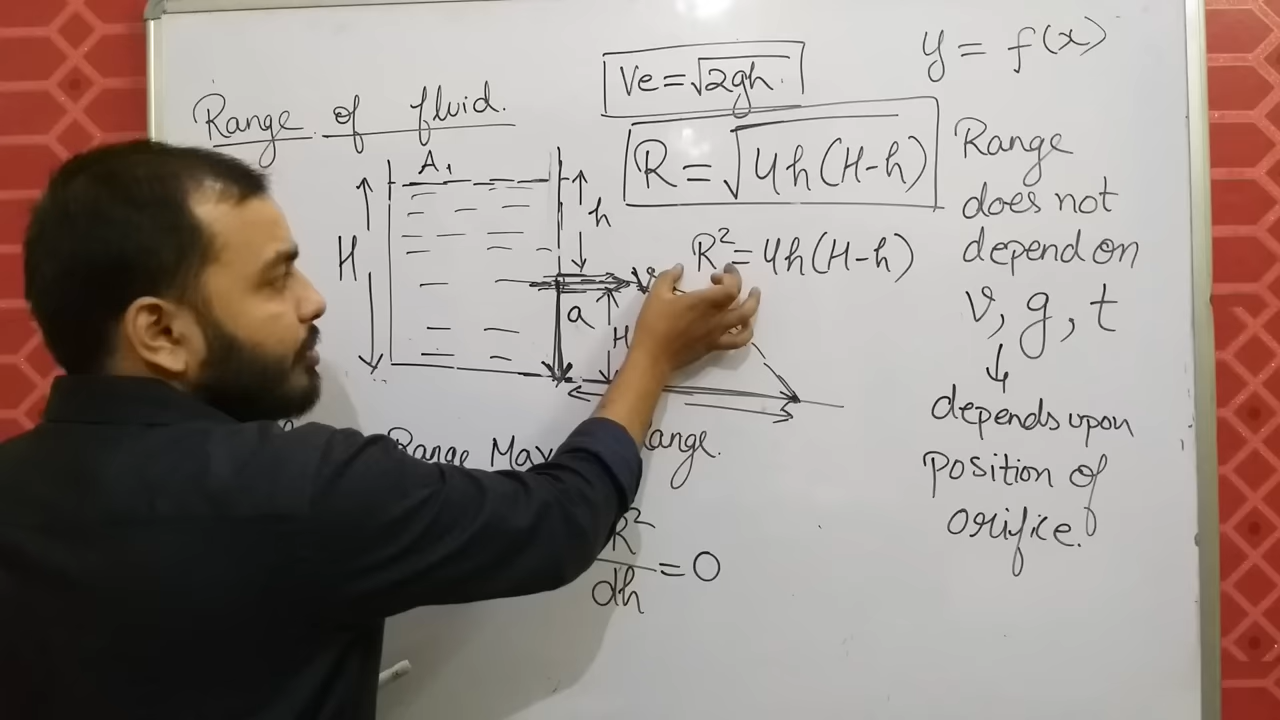 Range of fluid.
Ve = √2gh
R = √4h(H-h)
R² = 4h(H-h)
y = f(x)
Range
does not
depend on
v, g, t
↓
depends upon
position of
orifice.
A₁
H
h
a
H
Range Max
ange.
R²
dh
= 0